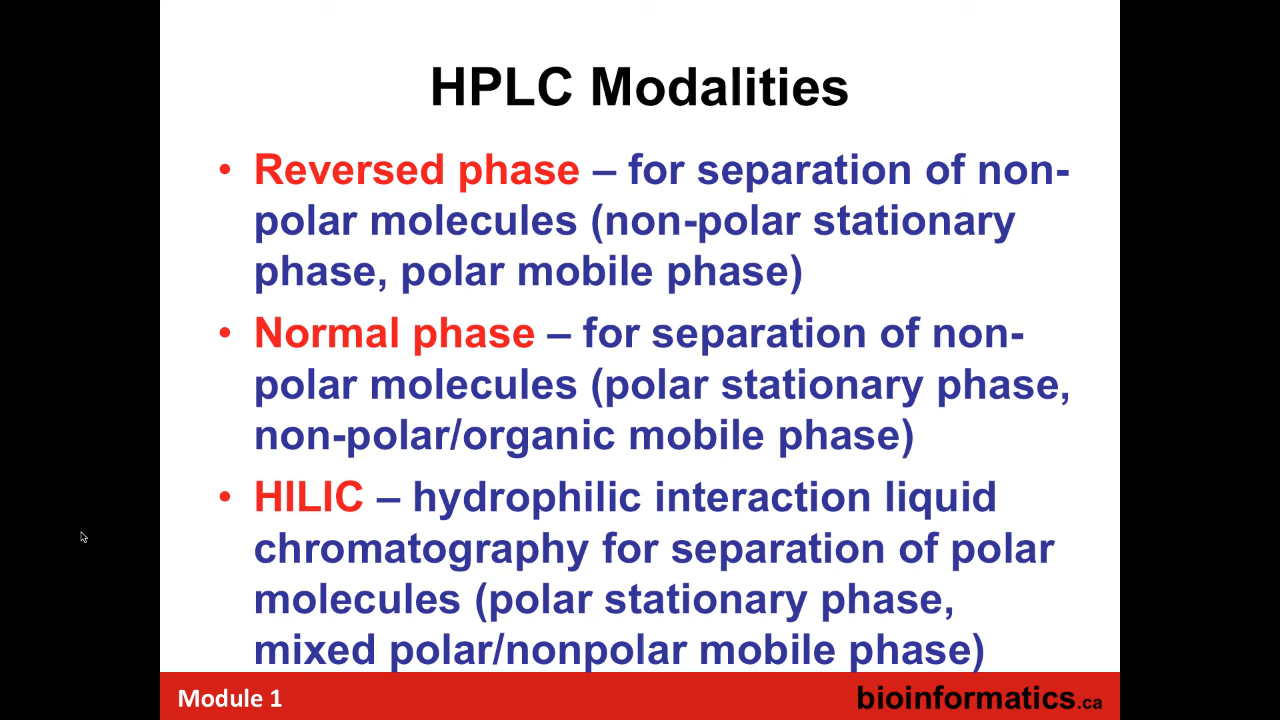 HPLC Modalities
• Reversed phase – for separation of non-
polar molecules (non-polar stationary
phase, polar mobile phase)
• Normal phase – for separation of non-
polar molecules (polar stationary phase,
non-polar/organic mobile phase)
• HILIC – hydrophilic interaction liquid
chromatography for separation of polar
molecules (polar stationary phase,
mixed polar/nonpolar mobile phase)
Module 1
bioinformatics.ca